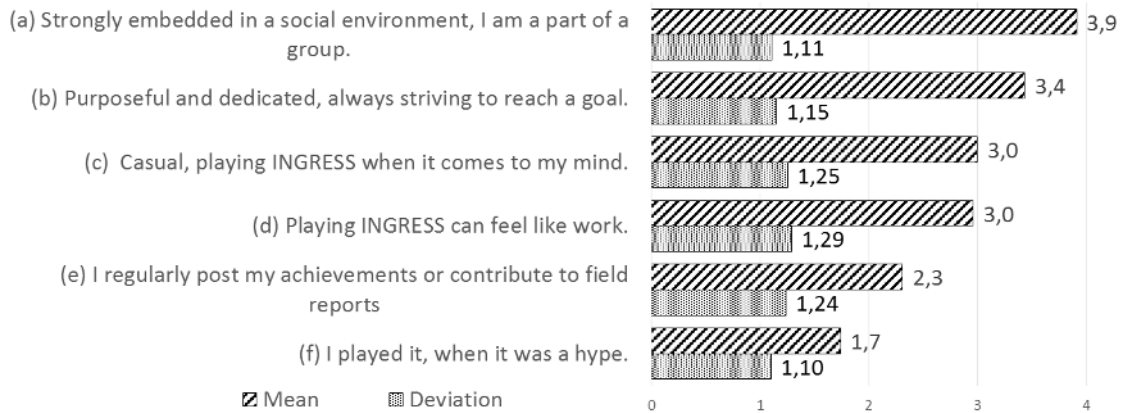 (a) Strongly embedded in a social environment, I am a part of a
group.
3,9
1,11
(b) Purposeful and dedicated, always striving to reach a goal.
3,4
1,15
(c) Casual, playing INGRESS when it comes to my mind.
3,0
1,25
(d) Playing INGRESS can feel like work.
3,0
1,29
(e) I regularly post my achievements or contribute to field
reports
2,3
1,24
(f) I played it, when it was a hype.
1,7
1,10
Mean Deviation
0 1 2 3 4